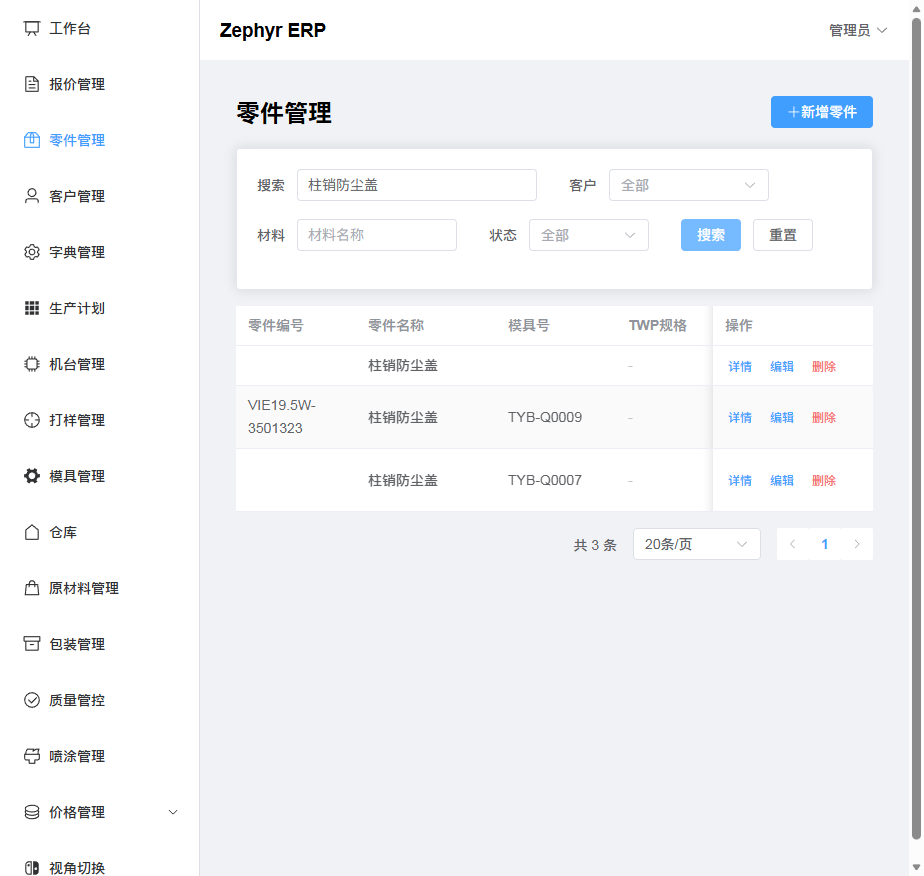 工作台
报价管理
零件管理
客户管理
字典管理
生产计划
机台管理
打样管理
模具管理
仓库
原材料管理
包装管理
质量管控
喷涂管理
价格管理
视角切换
Zephyr ERP
管理员
零件管理
+新增零件
搜索 柱销防尘盖 客户 全部
材料 材料名称 状态 全部 搜索 重置
零件编号 零件名称 模具号 TWP规格 操作
柱销防尘盖 - 详情 编辑 删除
VIE19.5W-
3501323 柱销防尘盖 TYB-Q0009 - 详情 编辑 删除
柱销防尘盖 TYB-Q0007 - 详情 编辑 删除
共 3 条 20条/页 1